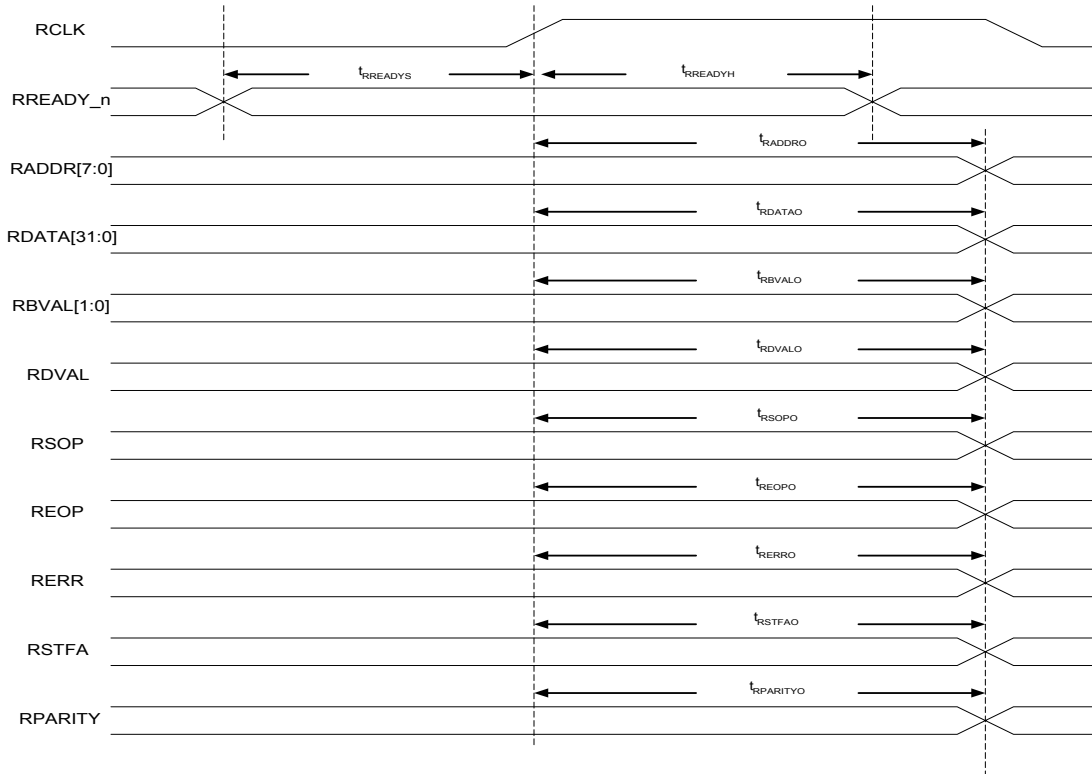 RCLK
tRREADYS tRREADYH
RREADY_n
tRADDRO
RADDR[7:0]
tRDATAO
RDATA[31:0]
tRBVALO
RBVAL[1:0]
tRDVALO
RDVAL
tRSOPO
RSOP
tREOPO
REOP
tRERRO
RERR
tRSTFAO
RSTFA
tRPARITYO
RPARITY